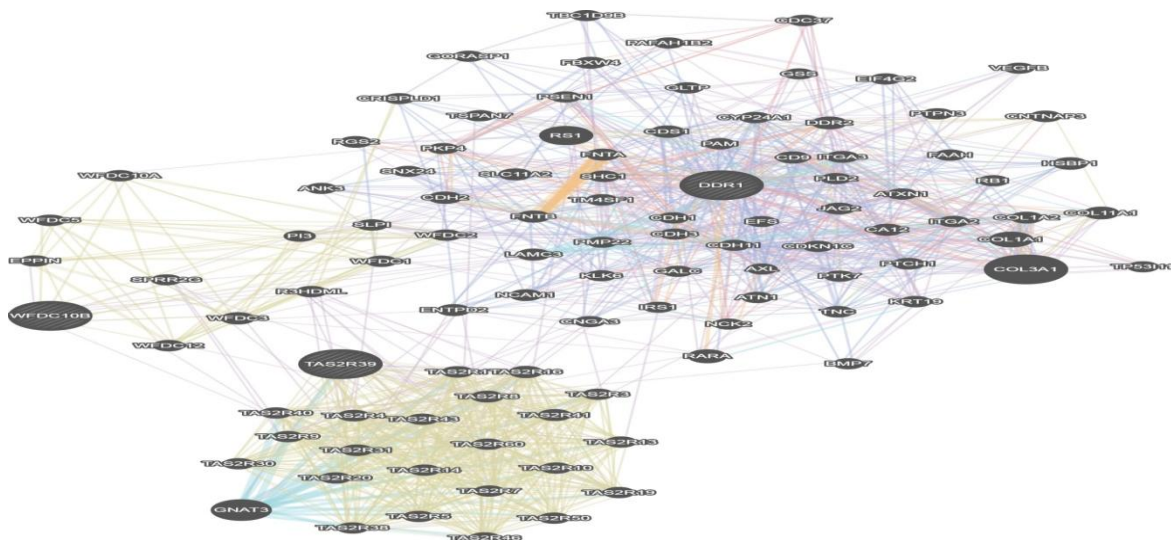 TBC1D9B
CDC37
PAFAH1B2
GORASP1
FBXW4
VEGFB
GSS
EIF4G2
GLTP
CRISPLD1
PSEN1
TSPAN7
CYP24A1
PTPN3
CNTNAP3
DDR2
CDS1
RS1
RGS2
PKP4
PAM
FNTA
CD9
ITGA3
FAAH
HSBP1
SNX24
SLC11A2
SHC1
WFDC10A
PLD2
RB1
DDR1
ANK3
CDH2
TM4SF1
ATXN1
JAG2
WFDC5
FNTB
CDH1
EFS
ITGA2
COL1A2
COL11A1
SLPI
PI3
WFDC2
CDH3
CA12
COL1A1
PMP22
CDH11
CDKN1C
EPPIN
WFDC1
LAMC3
PTCH1
COL3A1
TP53I11
SPRR2G
KLK6
GALC
AXL
PTK7
R3HDML
NCAM1
ATN1
KRT19
IRS1
ENTPD2
TNC
WFDC10B
WFDC3
CNGA3
NCK2
WFDC12
RARA
BMP7
TAS2R39
TAS2R1
TAS2R16
TAS2R8
TAS2R3
TAS2R40
TAS2R4
TAS2R43
TAS2R41
TAS2R9
TAS2R60
TAS2R13
TAS2R31
TAS2R30
TAS2R14
TAS2R10
TAS2R20
TAS2R7
TAS2R19
GNAT3
TAS2R5
TAS2R50
TAS2R38
TAS2R46